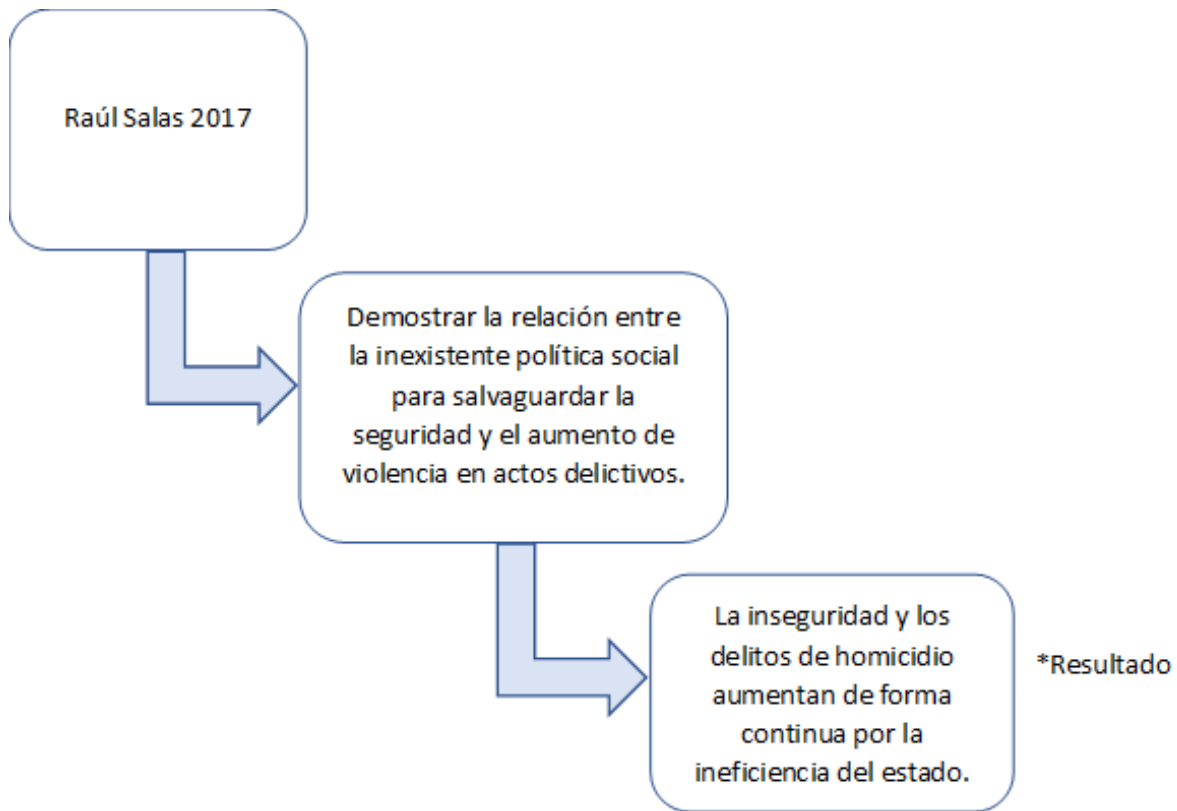 Raúl Salas 2017
Demostrar la relación entre
la inexistente política social
para salvaguardar la
seguridad y el aumento de
violencia en actos delictivos.
La inseguridad y los
delitos de homicidio
aumentan de forma
continua por la
ineficiencia del estado.
*Resultado